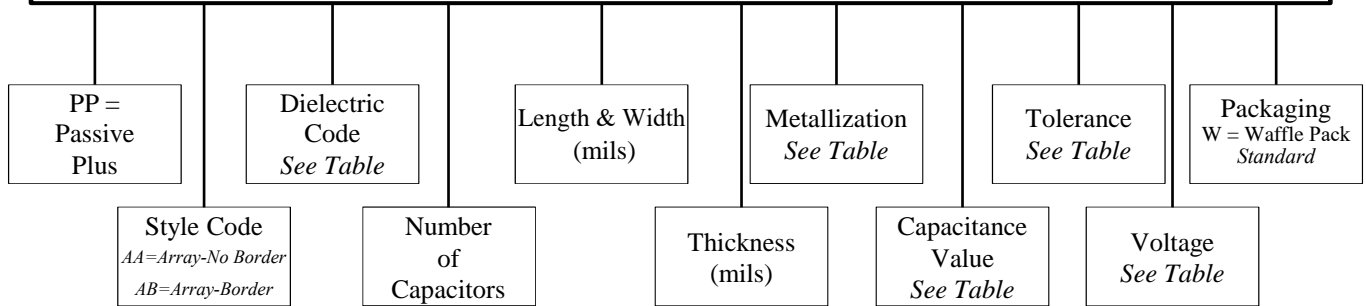 PP =
Passive
Plus
Dielectric
Code
See Table
Length & Width
(mils)
Metallization
See Table
Tolerance
See Table
Packaging
W = Waffle Pack
Standard
Style Code
AA=Array-No Border
AB=Array-Border
Number
of
Capacitors
Thickness
(mils)
Capacitance
Value
See Table
Voltage
See Table